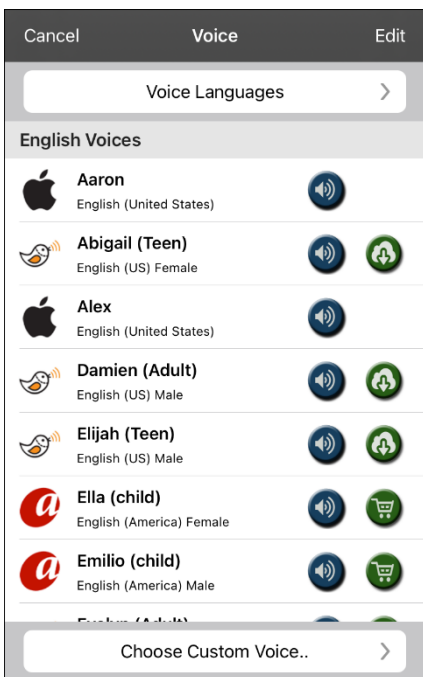 Cancel Voice Edit
Voice Languages
English Voices
Aaron
English (United States)
Abigail (Teen)
English (US) Female
Alex
English (United States)
Damien (Adult)
English (US) Male
Elijah (Teen)
English (US) Male
Ella (child)
English (America) Female
Emilio (child)
English (America) Male
Evelyn (Adult)
Choose Custom Voice..